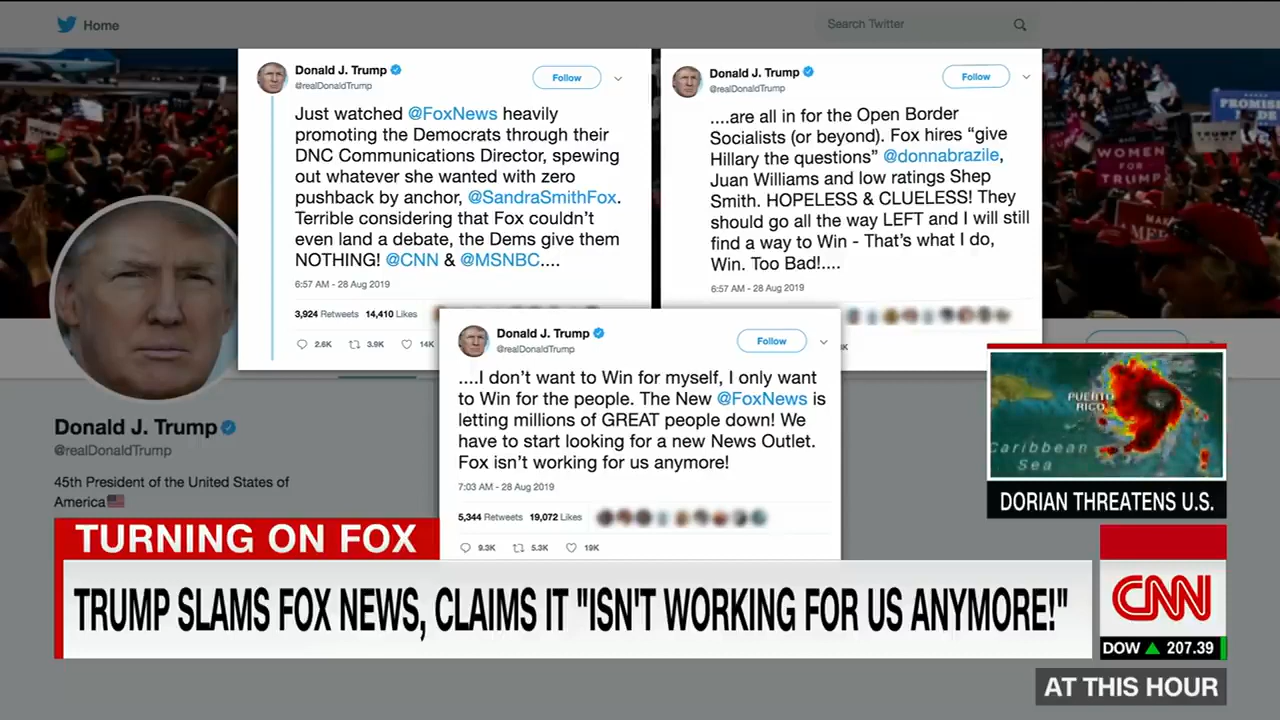 Home
Search Twitter
Donald J. Trump
@realDonaldTrump
Follow
Just watched @FoxNews heavily
promoting the Democrats through their
DNC Communications Director, spewing
out whatever she wanted with zero
pushback by anchor, @SandraSmithFox.
Terrible considering that Fox couldn't
even land a debate, the Dems give them
NOTHING! @CNN & @MSNBC....
6:57 AM - 28 Aug 2019
3,924 Retweets 14,410 Likes
2.6K 3.9K 14K
Donald J. Trump
@realDonaldTrump
Follow
....are all in for the Open Border
Socialists (or beyond). Fox hires "give
Hillary the questions" @donnabrazile,
Juan Williams and low ratings Shep
Smith. HOPELESS & CLUELESS! They
should go all the way LEFT and I will still
find a way to Win - That's what I do,
Win. Too Bad!....
6:57 AM - 28 Aug 2019
PROMIS
WOMEN
FOR
TRUMP
Donald J. Trump
@realDonaldTrump
Follow
....I don't want to Win for myself, I only want
to Win for the people. The New @FoxNews is
letting millions of GREAT people down! We
have to start looking for a new News Outlet.
Fox isn't working for us anymore!
7:03 AM - 28 Aug 2019
5,344 Retweets 19,072 Likes
9.3K 5.3K 19K
Donald J. Trump
@realDonaldTrump
45th President of the United States of
America
PUERTO
RICO
Caribbean
Sea
DORIAN THREATENS U.S.
TURNING ON FOX
TRUMP SLAMS FOX NEWS, CLAIMS IT "ISN'T WORKING FOR US ANYMORE!"
CNN
DOW 207.39
AT THIS HOUR